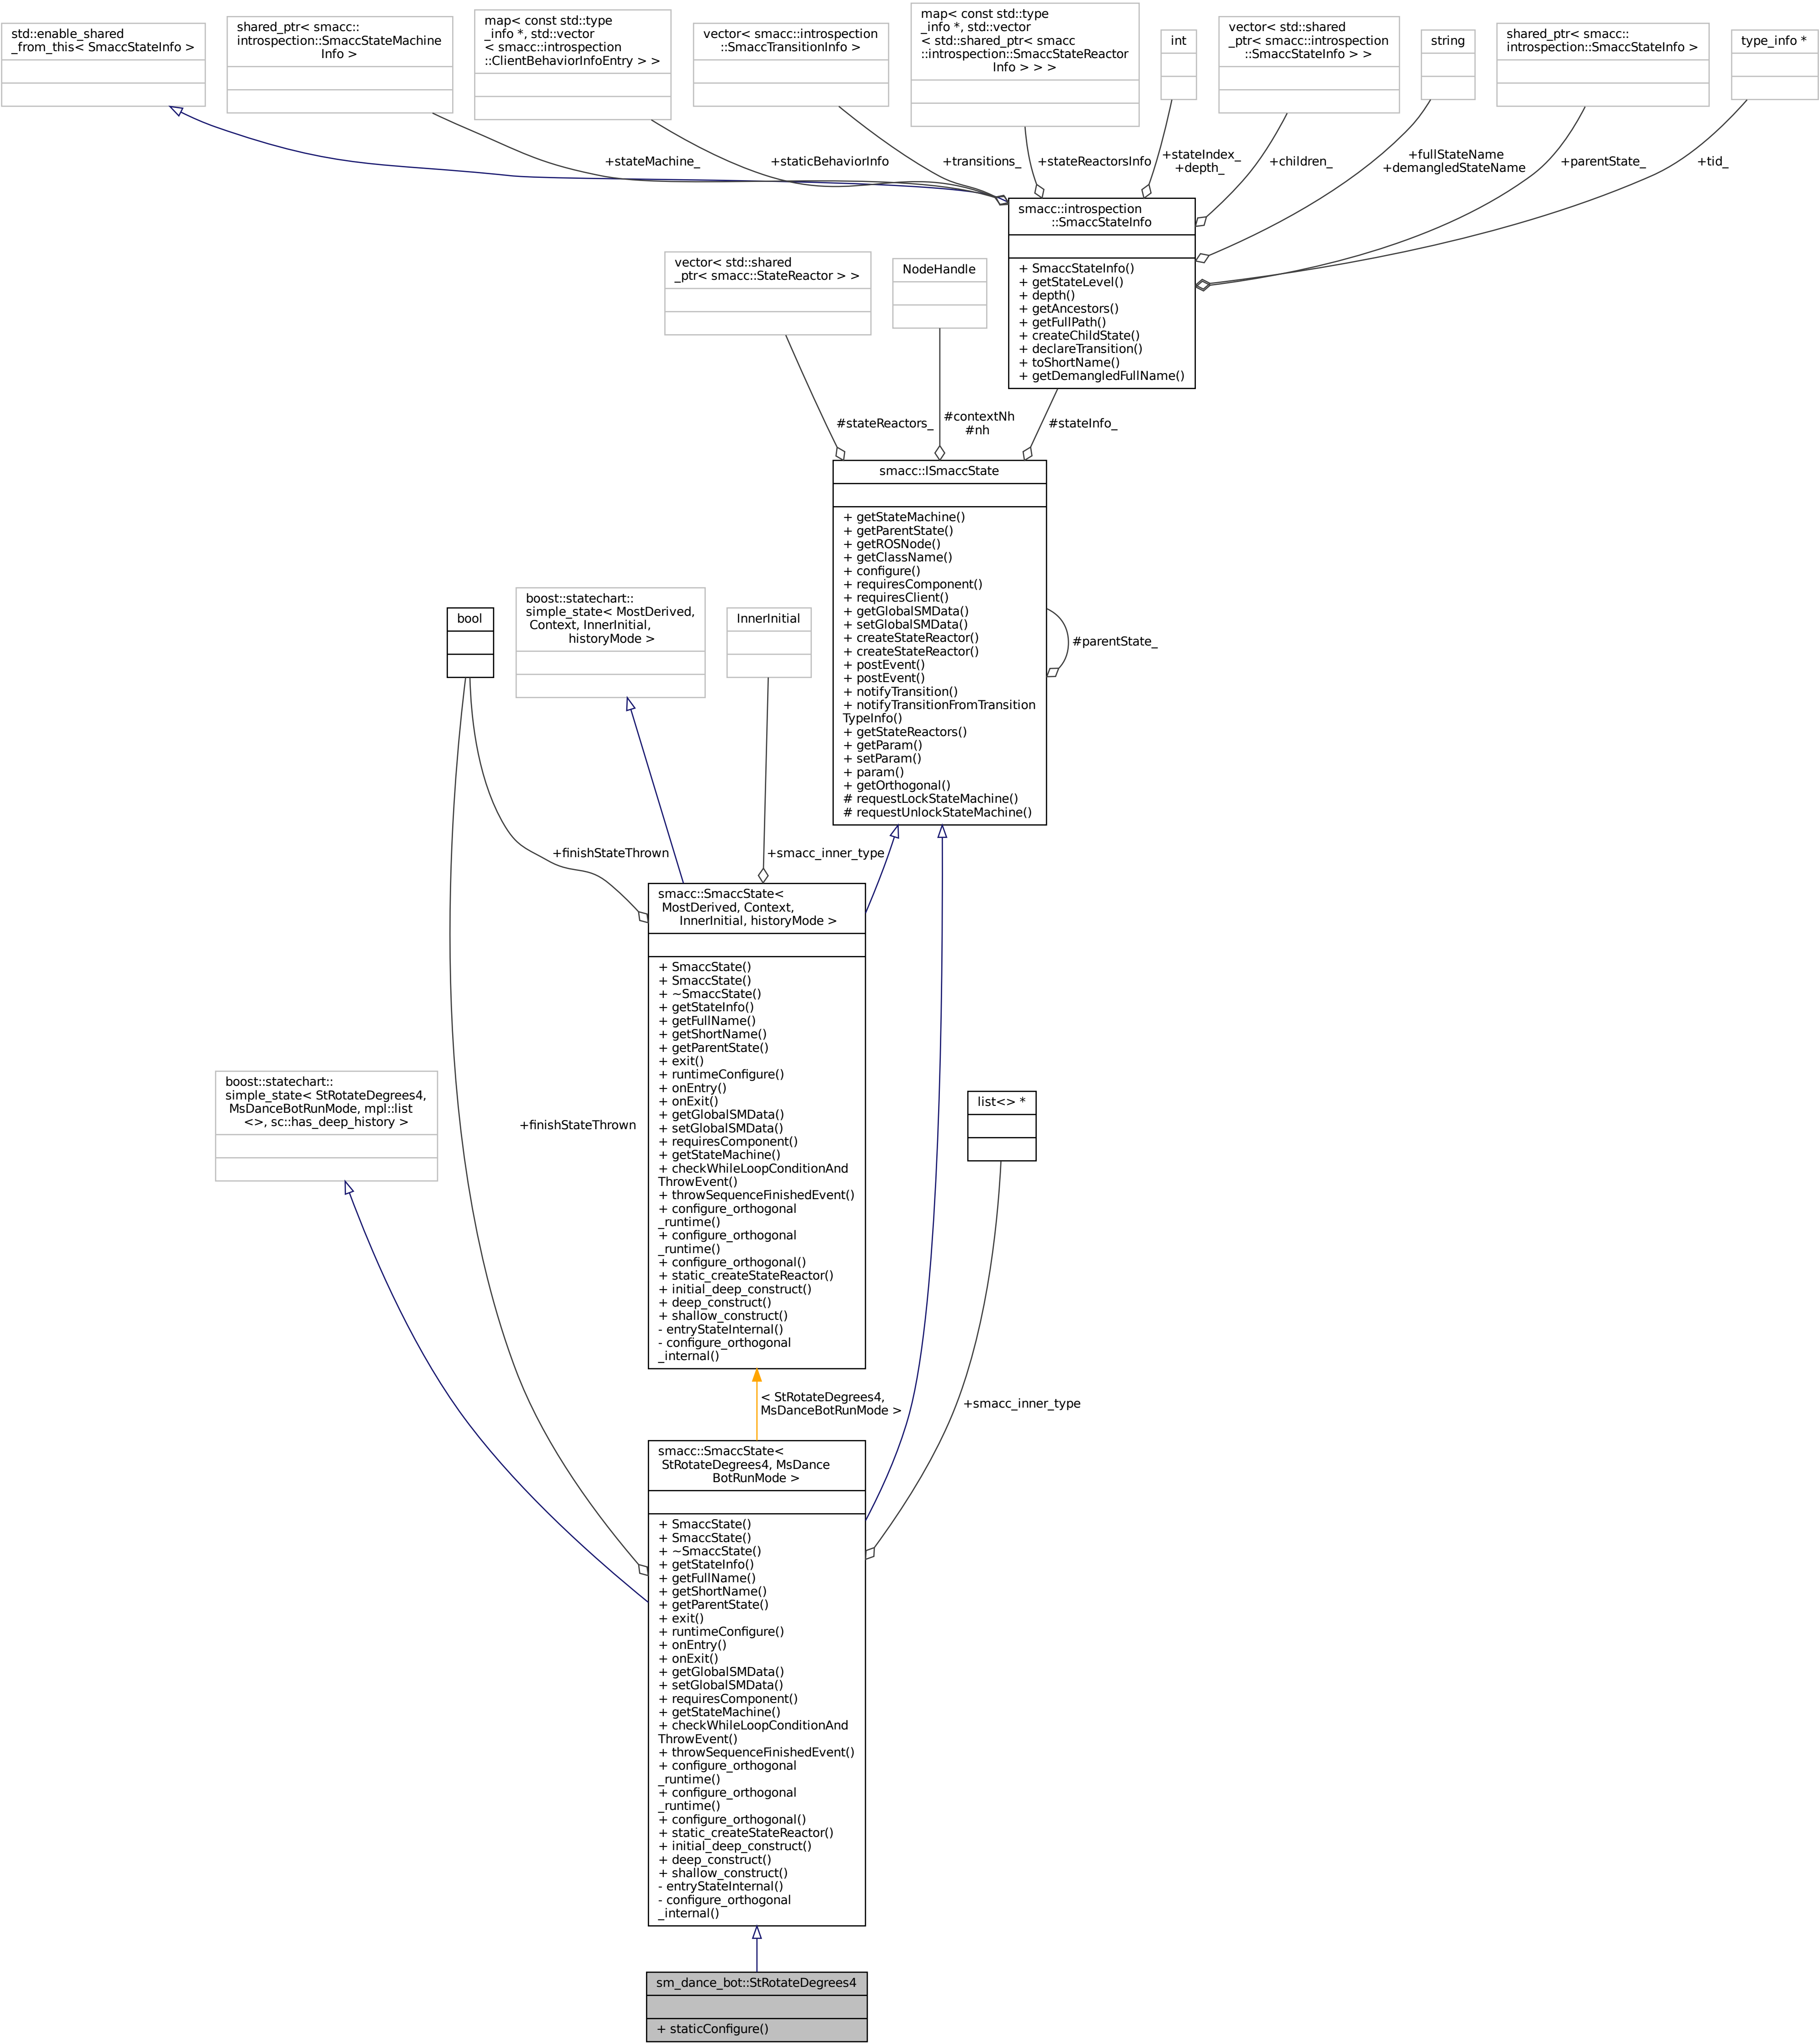 std::enable_shared
_from_this< SmaccStateInfo >
shared_ptr< smacc::
introspection::SmaccStateMachine
Info >
map< const std::type
_info *, std::vector
< smacc::introspection
::ClientBehaviorInfoEntry > >
vector< smacc::introspection
::SmaccTransitionInfo >
map< const std::type
_info *, std::vector
< std::shared_ptr< smacc
::introspection::SmaccStateReactor
Info > > >
int
vector< std::shared
_ptr< smacc::introspection
::SmaccStateInfo > >
string
shared_ptr< smacc::
introspection::SmaccStateInfo >
type_info *
+stateMachine_
+staticBehaviorInfo
+transitions_
+stateReactorsInfo
+stateIndex_
+depth_
+children_
+fullStateName
+demangledStateName
+parentState_
+tid_
smacc::introspection
::SmaccStateInfo
+ SmaccStateInfo()
+ getStateLevel()
+ depth()
+ getAncestors()
+ getFullPath()
+ createChildState()
+ declareTransition()
+ toShortName()
+ getDemangledFullName()
vector< std::shared
_ptr< smacc::StateReactor > >
NodeHandle
#stateReactors_
#contextNh
#nh
#stateInfo_
smacc::ISmaccState
+ getStateMachine()
+ getParentState()
+ getROSNode()
+ getClassName()
+ configure()
+ requiresComponent()
+ requiresClient()
+ getGlobalSMData()
+ setGlobalSMData()
+ createStateReactor()
+ createStateReactor()
+ postEvent()
+ postEvent()
+ notifyTransition()
+ notifyTransitionFromTransition
TypeInfo()
+ getStateReactors()
+ getParam()
+ setParam()
+ param()
+ getOrthogonal()
# requestLockStateMachine()
# requestUnlockStateMachine()
#parentState_
bool
boost::statechart::
simple_state< MostDerived,
Context, InnerInitial,
historyMode >
InnerInitial
+finishStateThrown
+smacc_inner_type
smacc::SmaccState<
MostDerived, Context,
InnerInitial, historyMode >
+ SmaccState()
+ SmaccState()
+ ~SmaccState()
+ getStateInfo()
+ getFullName()
+ getShortName()
+ getParentState()
+ exit()
+ runtimeConfigure()
+ onEntry()
+ onExit()
+ getGlobalSMData()
+ setGlobalSMData()
+ requiresComponent()
+ getStateMachine()
+ checkWhileLoopConditionAnd
ThrowEvent()
+ throwSequenceFinishedEvent()
+ configure_orthogonal
_runtime()
+ configure_orthogonal
_runtime()
+ configure_orthogonal()
+ static_createStateReactor()
+ initial_deep_construct()
+ deep_construct()
+ shallow_construct()
- entryStateInternal()
- configure_orthogonal
_internal()
boost::statechart::
simple_state< StRotateDegrees4,
MsDanceBotRunMode, mpl::list
<>, sc::has_deep_history >
+finishStateThrown
list<> *
< StRotateDegrees4,
MsDanceBotRunMode >
+smacc_inner_type
smacc::SmaccState<
StRotateDegrees4, MsDance
BotRunMode >
+ SmaccState()
+ SmaccState()
+ ~SmaccState()
+ getStateInfo()
+ getFullName()
+ getShortName()
+ getParentState()
+ exit()
+ runtimeConfigure()
+ onEntry()
+ onExit()
+ getGlobalSMData()
+ setGlobalSMData()
+ requiresComponent()
+ getStateMachine()
+ checkWhileLoopConditionAnd
ThrowEvent()
+ throwSequenceFinishedEvent()
+ configure_orthogonal
_runtime()
+ configure_orthogonal
_runtime()
+ configure_orthogonal()
+ static_createStateReactor()
+ initial_deep_construct()
+ deep_construct()
+ shallow_construct()
- entryStateInternal()
- configure_orthogonal
_internal()
sm_dance_bot::StRotateDegrees4
+ staticConfigure()